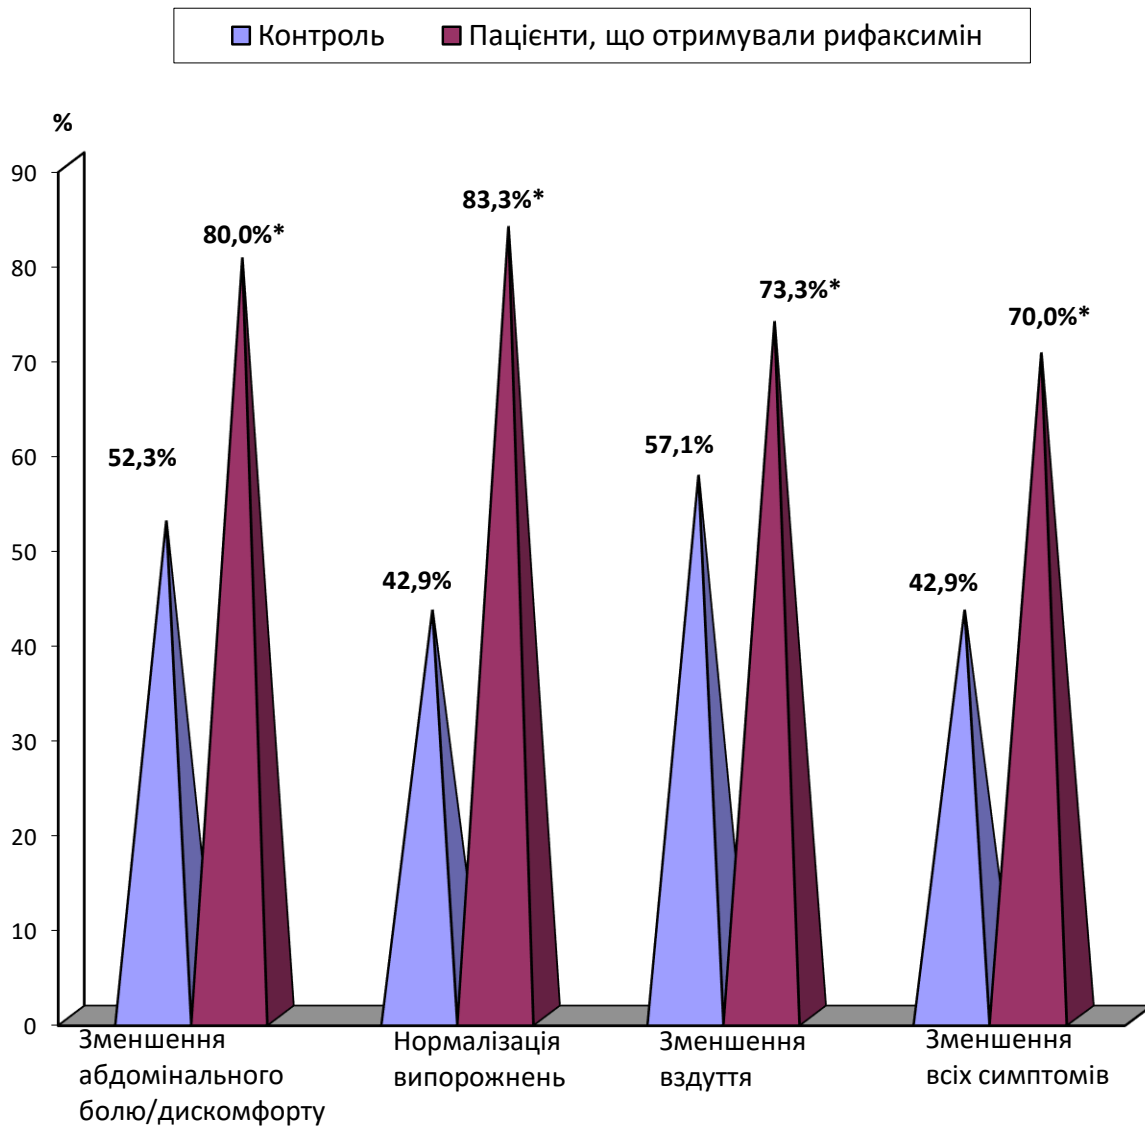 Контроль
Пацієнти, що отримували рифаксимін
%
90
80
70
60
50
40
30
20
10
0
52,3%
80,0%*
42,9%
83,3%*
57,1%
73,3%*
42,9%
70,0%*
Зменшення
абдомінального
болю/дискомфорту
Нормалізація
випорожнень
Зменшення
вздуття
Зменшення
всіх симптомів